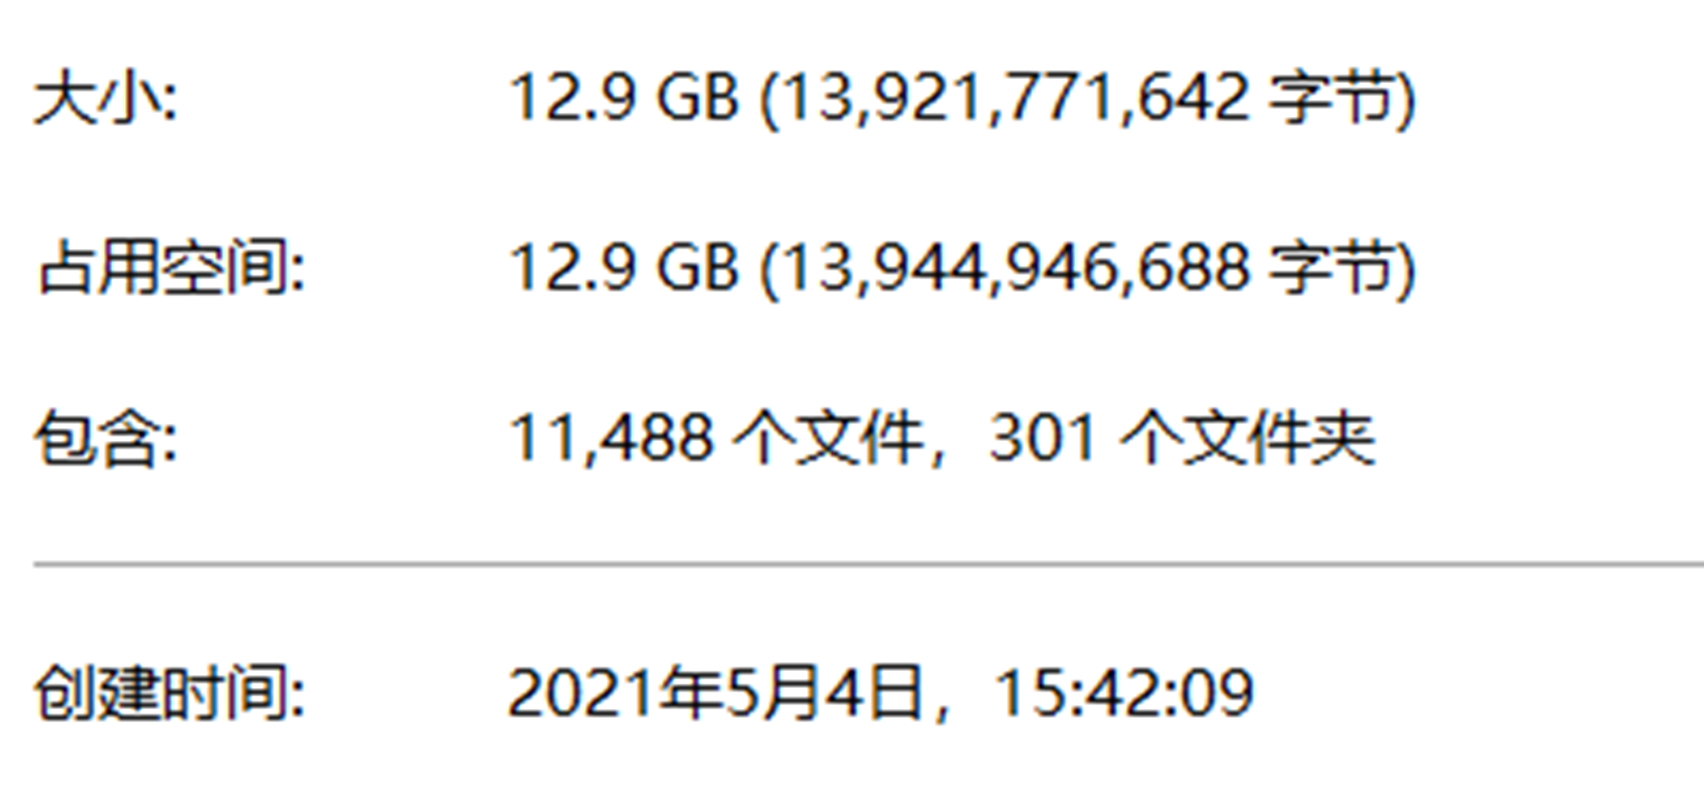 大小: 12.9 GB (13,921,771,642 字节)
占用空间: 12.9 GB (13,944,946,688 字节)
包含: 11,488 个文件，301 个文件夹
创建时间: 2021年5月4日，15:42:09